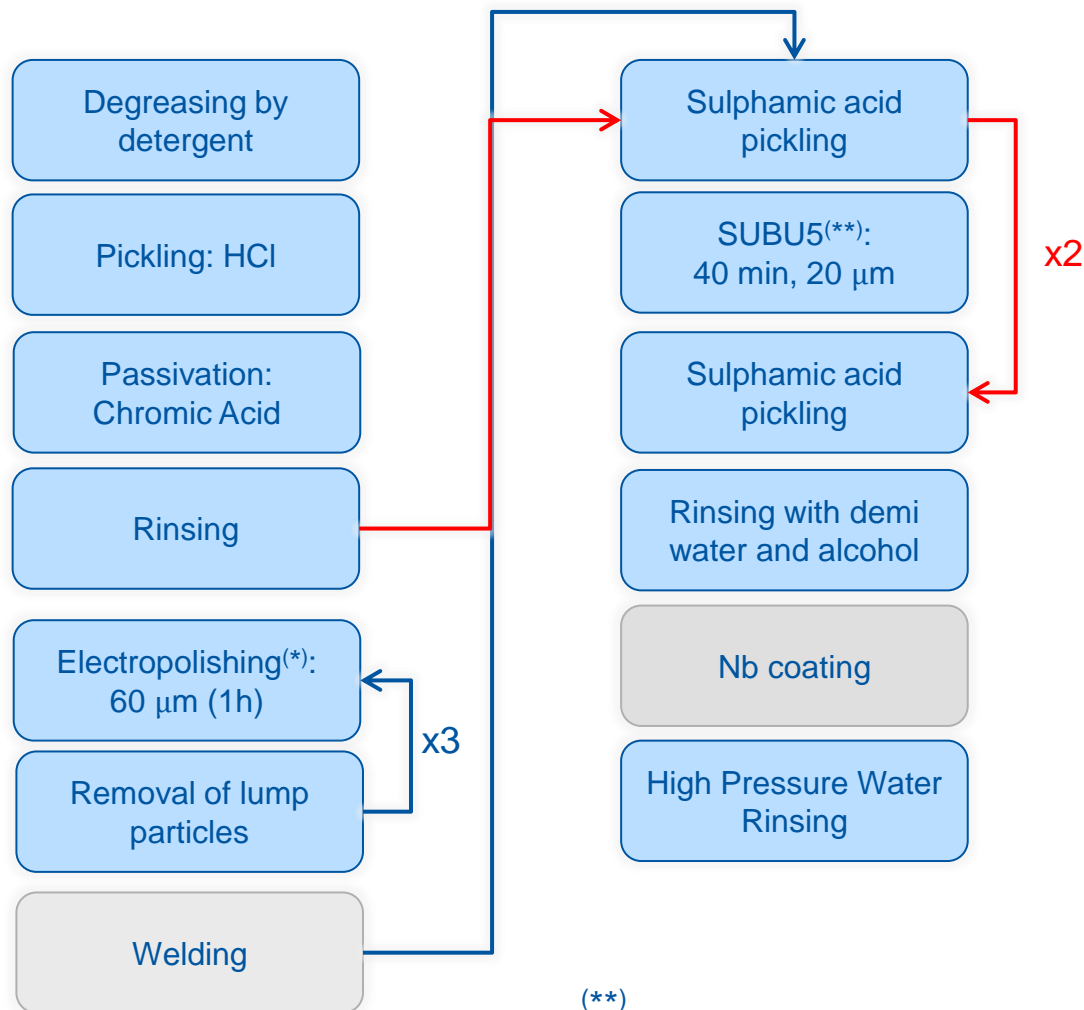 Degreasing by
detergent
Pickling: HCl
Passivation:
Chromic Acid
Rinsing
Electropolishing(*):
60 μm (1h)
x3
Removal of lump
particles
Welding
Sulphamic acid
pickling
SUBU5(**):
40 min, 20 μm
x2
Sulphamic acid
pickling
Rinsing with demi
water and alcohol
Nb coating
High Pressure Water
Rinsing
(**)